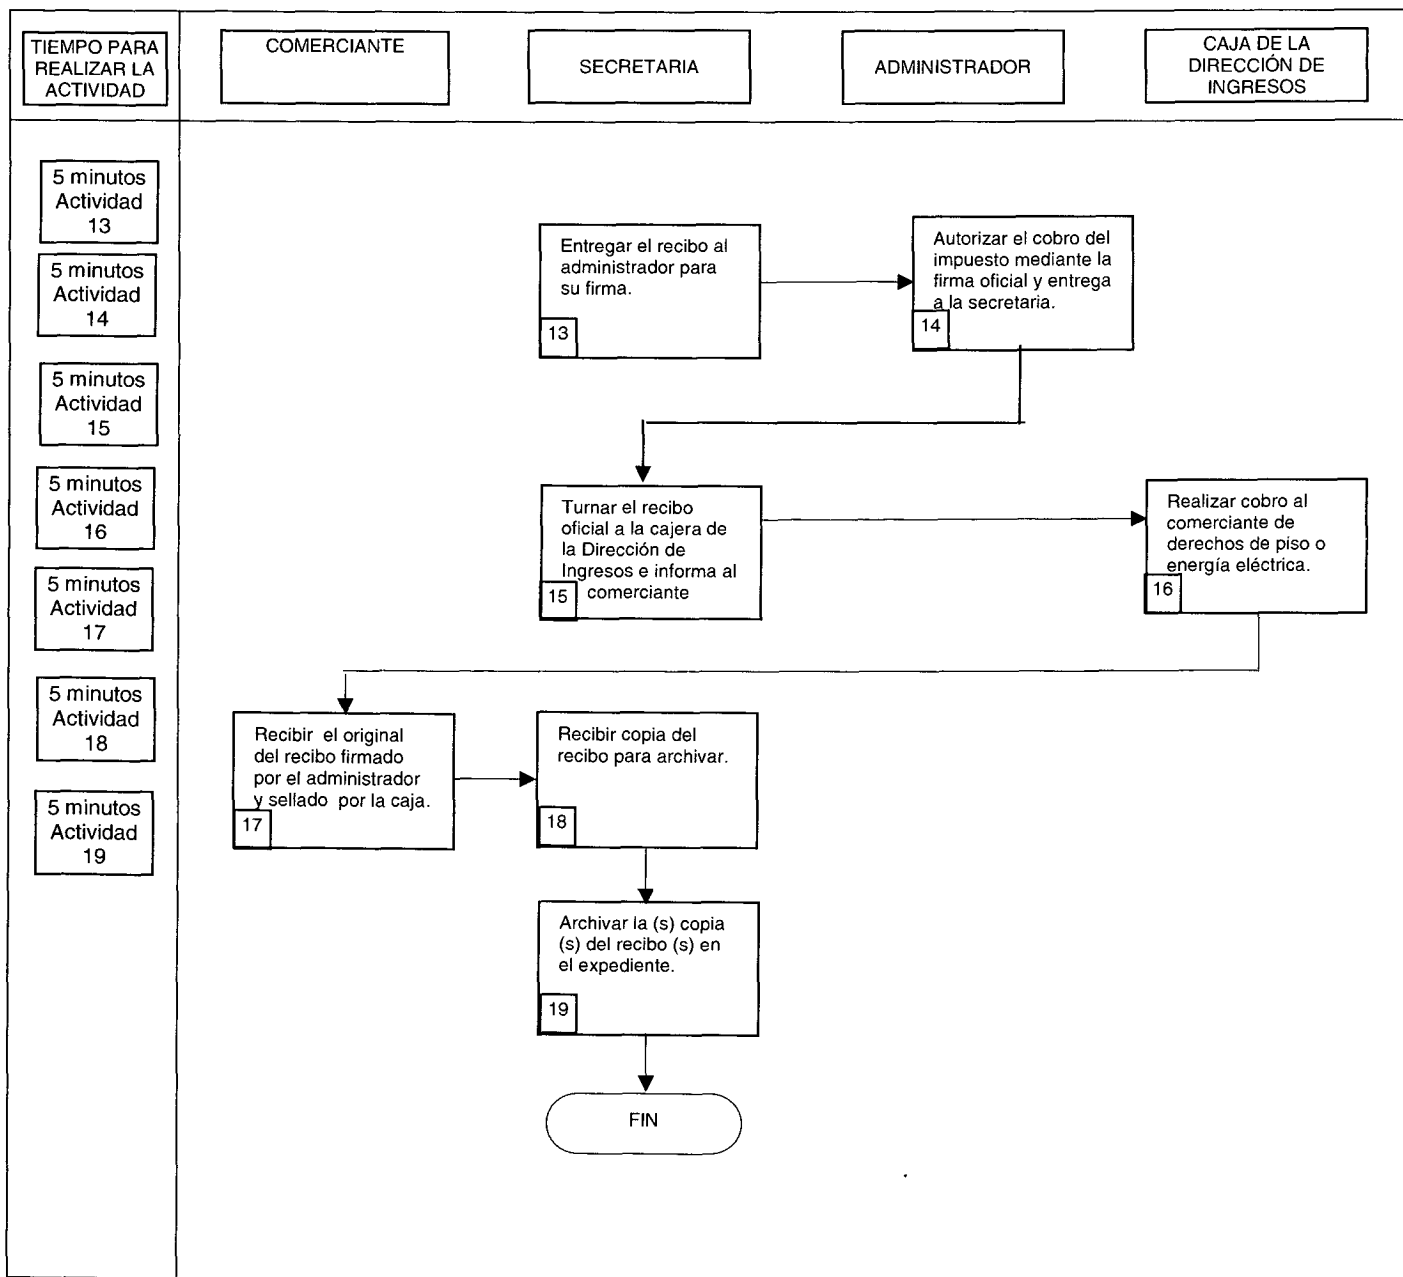 TIEMPO PARA
REALIZAR LA
ACTIVIDAD
COMERCIANTE
SECRETARIA
ADMINISTRADOR
CAJA DE LA
DIRECCIÓN DE
INGRESOS
5 minutos
Actividad
13
5 minutos
Actividad
14
5 minutos
Actividad
15
5 minutos
Actividad
16
5 minutos
Actividad
17
5 minutos
Actividad
18
5 minutos
Actividad
19
Entregar el recibo al
administrador para
su firma.
13
Autorizar el cobro del
impuesto mediante la
firma oficial y entrega
a la secretaria.
14
Turnar el recibo
oficial a la cajera de
la Dirección de
Ingresos e informa al
comerciante
15
Realizar cobro al
comerciante de
derechos de piso o
energía eléctrica.
16
Recibir el original
del recibo firmado
por el administrador
y sellado por la caja.
17
Recibir copia del
recibo para archivar.
18
Archivar la (s) copia
(s) del recibo (s) en
el expediente.
19
FIN